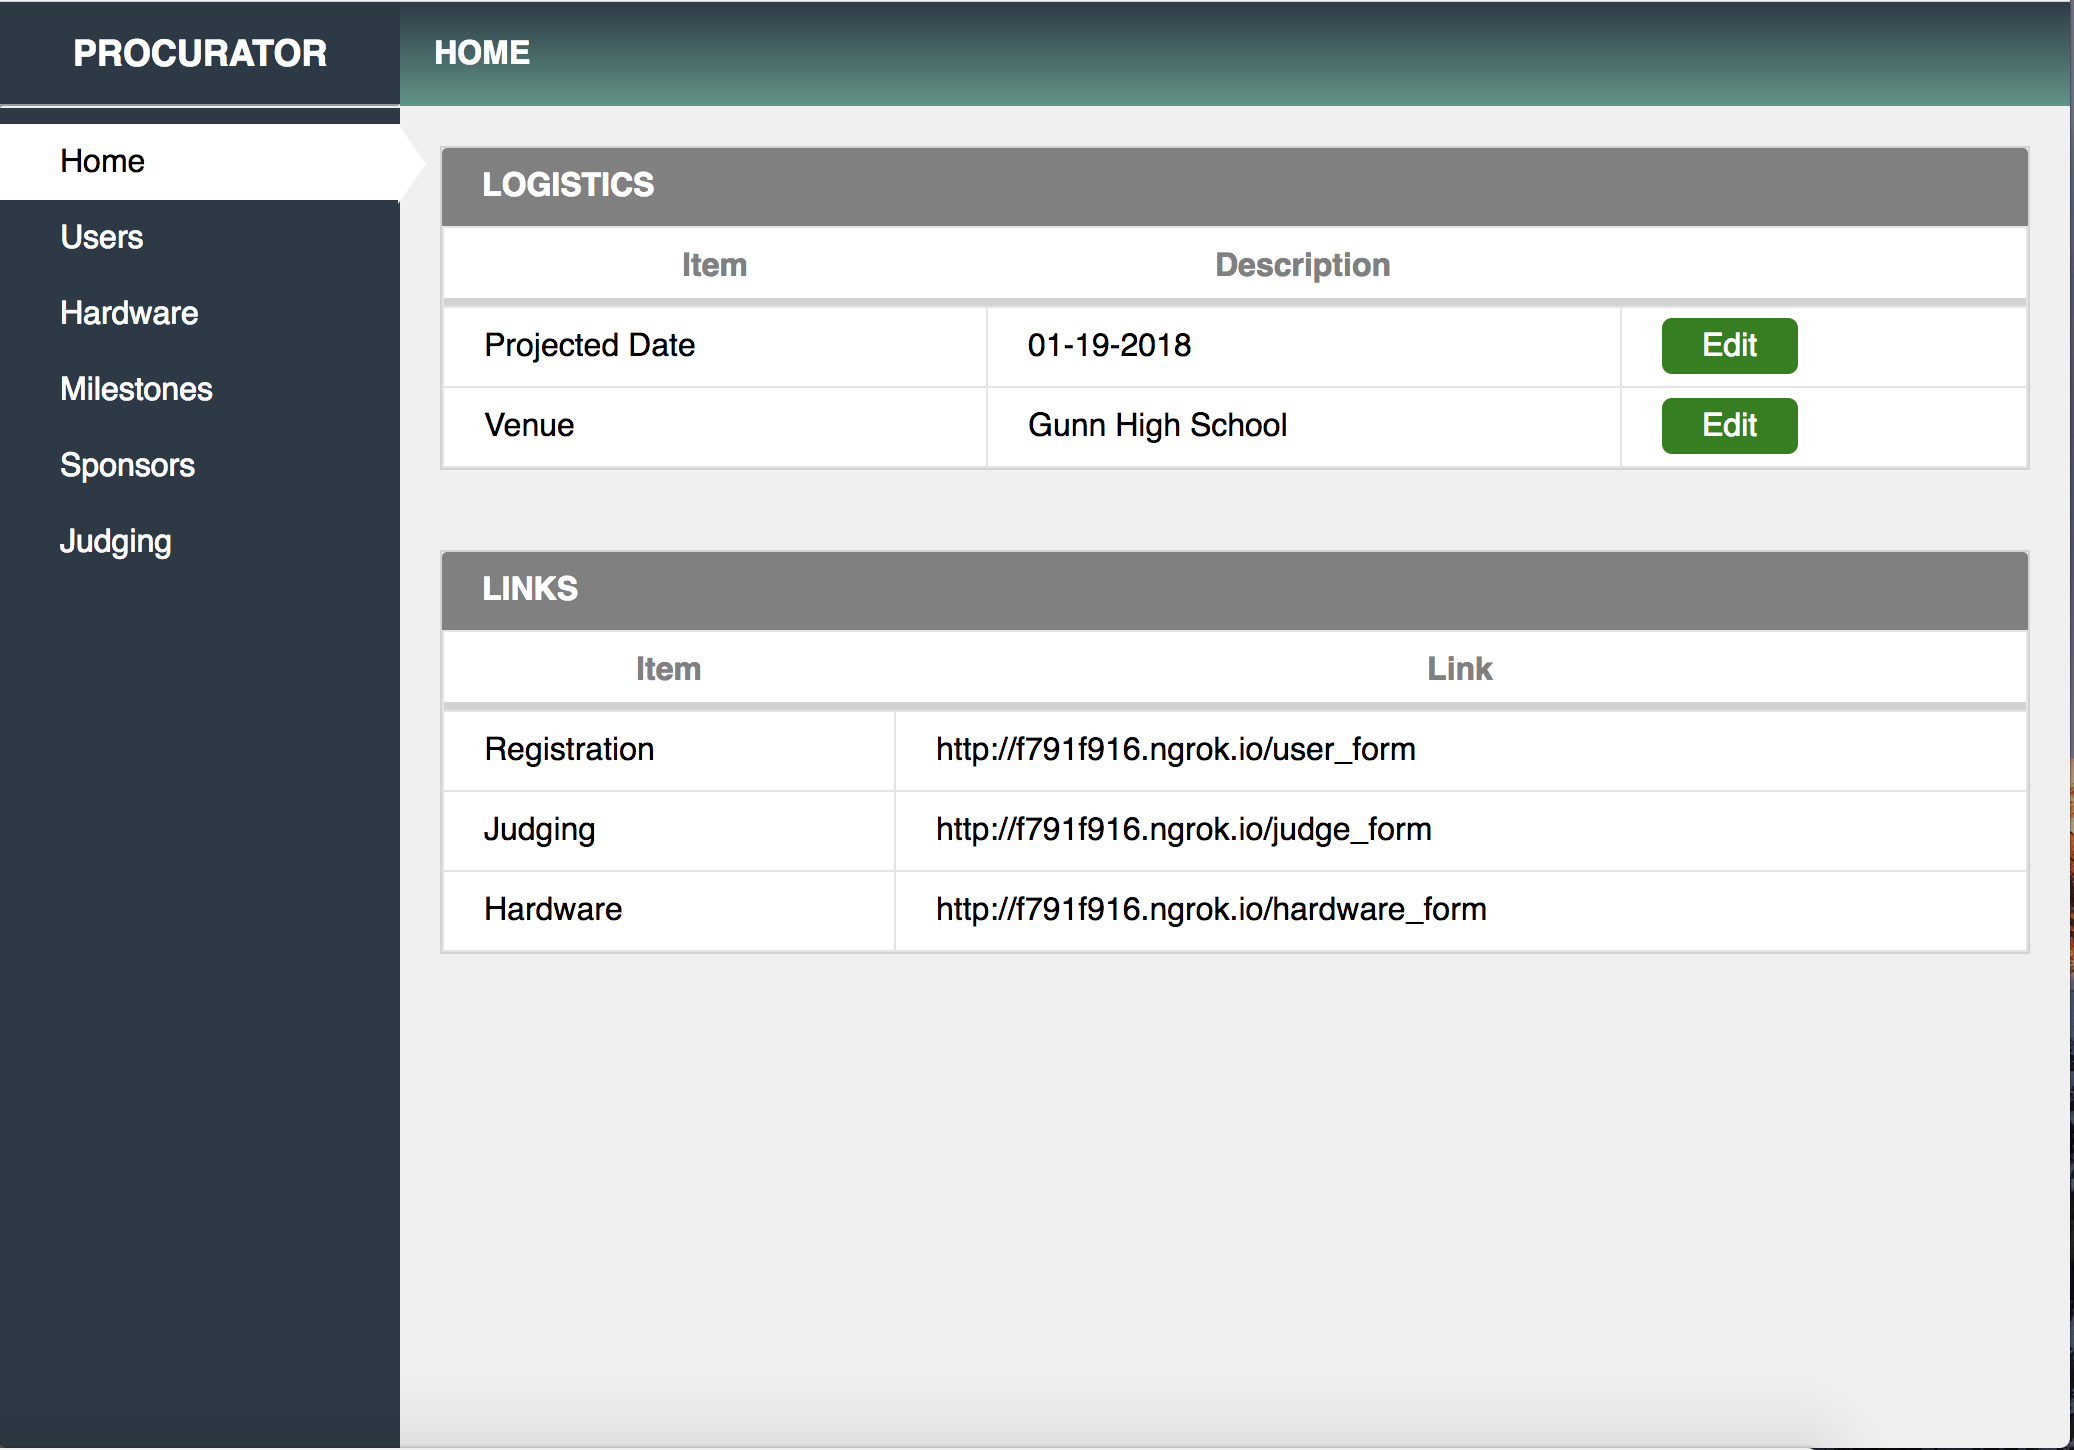 PROCURATOR
HOME
Home
Users
Hardware
Milestones
Sponsors
Judging
LOGISTICS
Item Description
Projected Date 01-19-2018 Edit
Venue Gunn High School Edit
LINKS
Item Link
Registration http://f791f916.ngrok.io/user_form
Judging http://f791f916.ngrok.io/judge_form
Hardware http://f791f916.ngrok.io/hardware_form